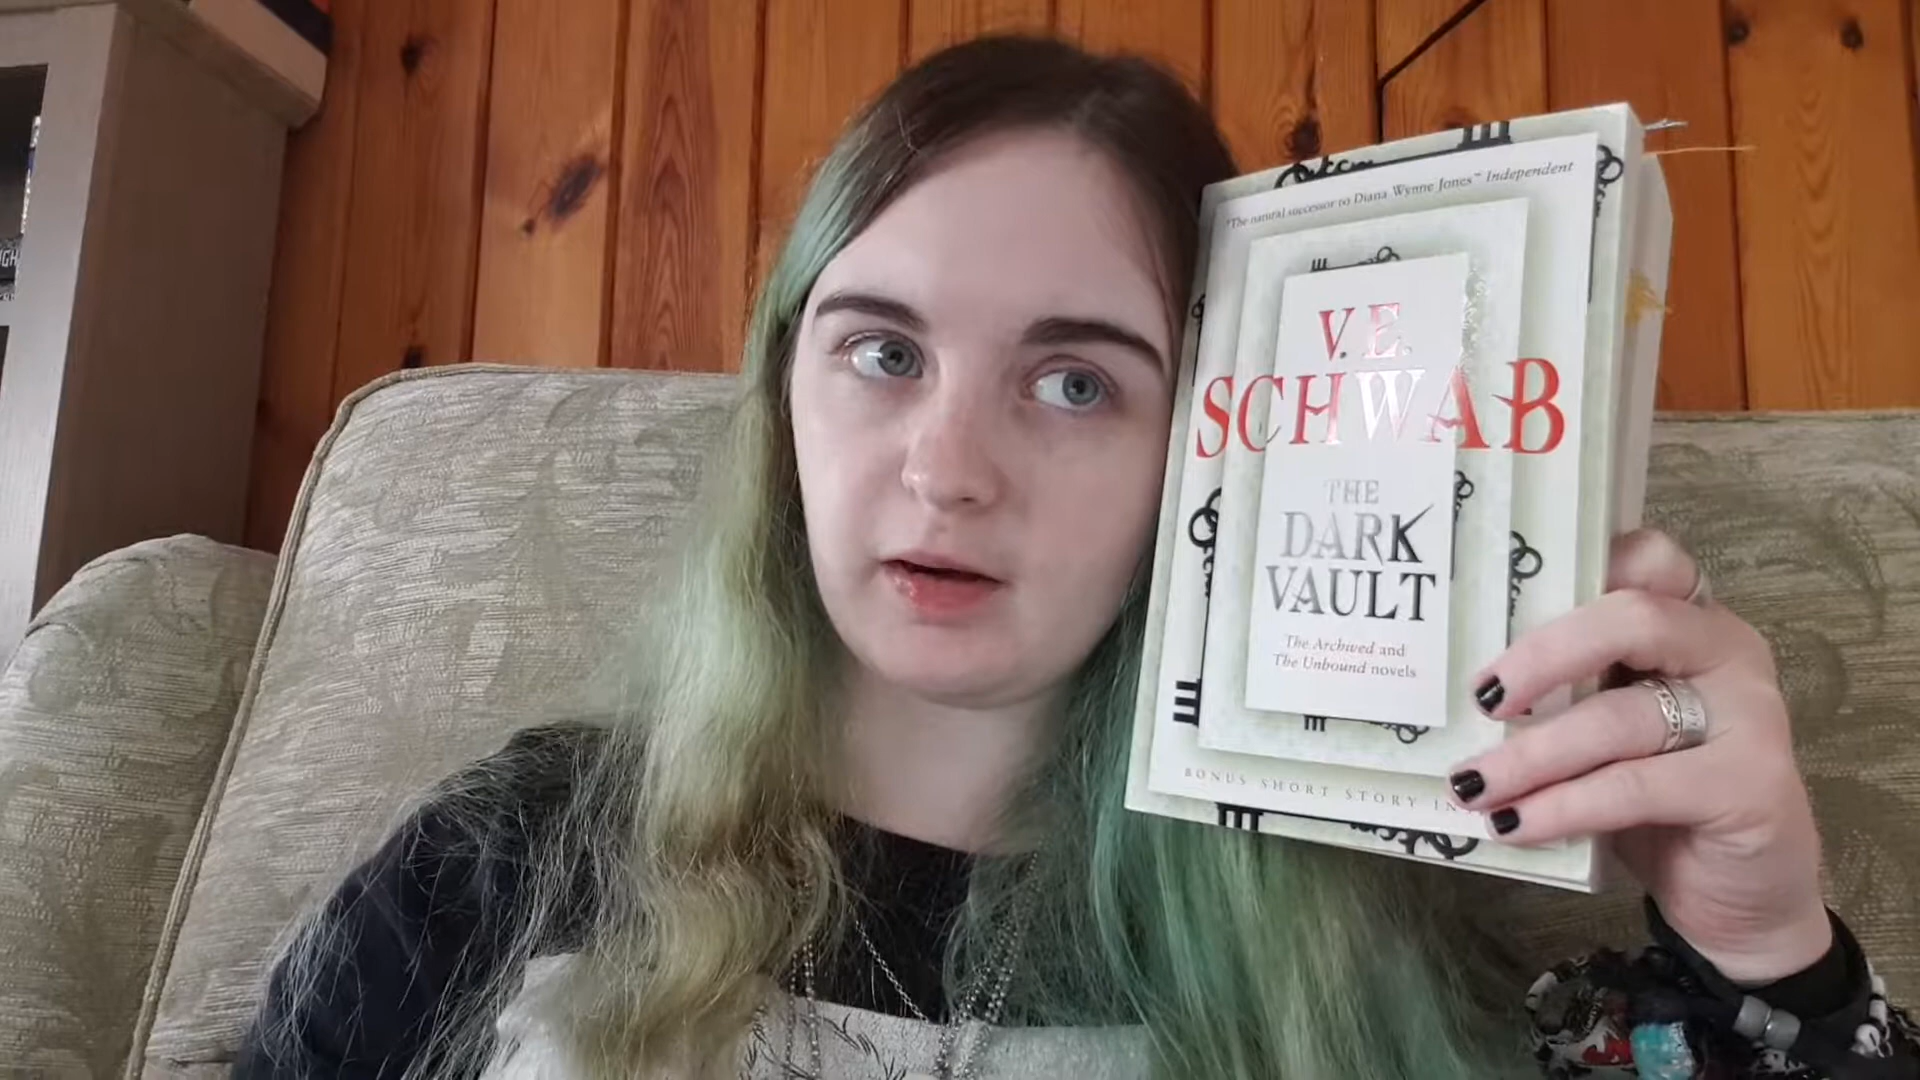 "The natural successor to Diana Wynne Jones" Independent
V. E.
SCHWAB
THE
DARK
VAULT
The Archived and
The Unbound novels
BONUS SHORT STORY